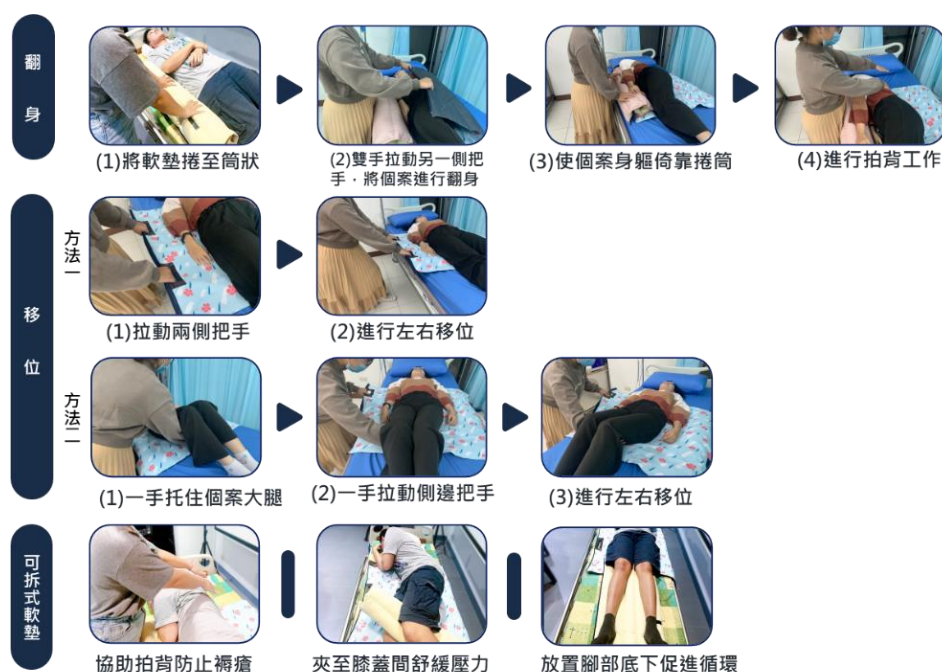 翻身
(1)將軟墊捲至筒狀
(2)雙手拉動另一側把
手，將個案進行翻身
(3)使個案身軀倚靠捲筒
(4)進行拍背工作
移位
方法一
(1)拉動兩側把手
(2)進行左右移位
方法二
(1)一手托住個案大腿
(2)一手拉動側邊把手
(3)進行左右移位
可拆式軟墊
協助拍背防止褥瘡
夾至膝蓋間舒緩壓力
放置腳部底下促進循環